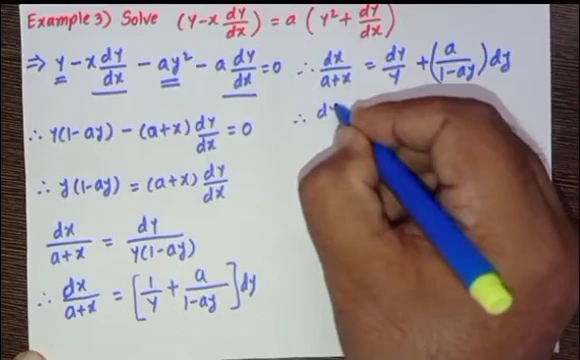 Example 3) Solve (y-x dy/dx) = a (y² + dy/dx)
⇒ y - x dy/dx - ay² - a dy/dx = 0
∴ y(1-ay) - (a+x) dy/dx = 0
∴ y(1-ay) = (a+x) dy/dx
dx/a+x = dy/y(1-ay)
∴ dx/a+x = [1/y + a/1-ay] dy
∴ dx/a+x = dy/y + (a/1-ay) dy
∴